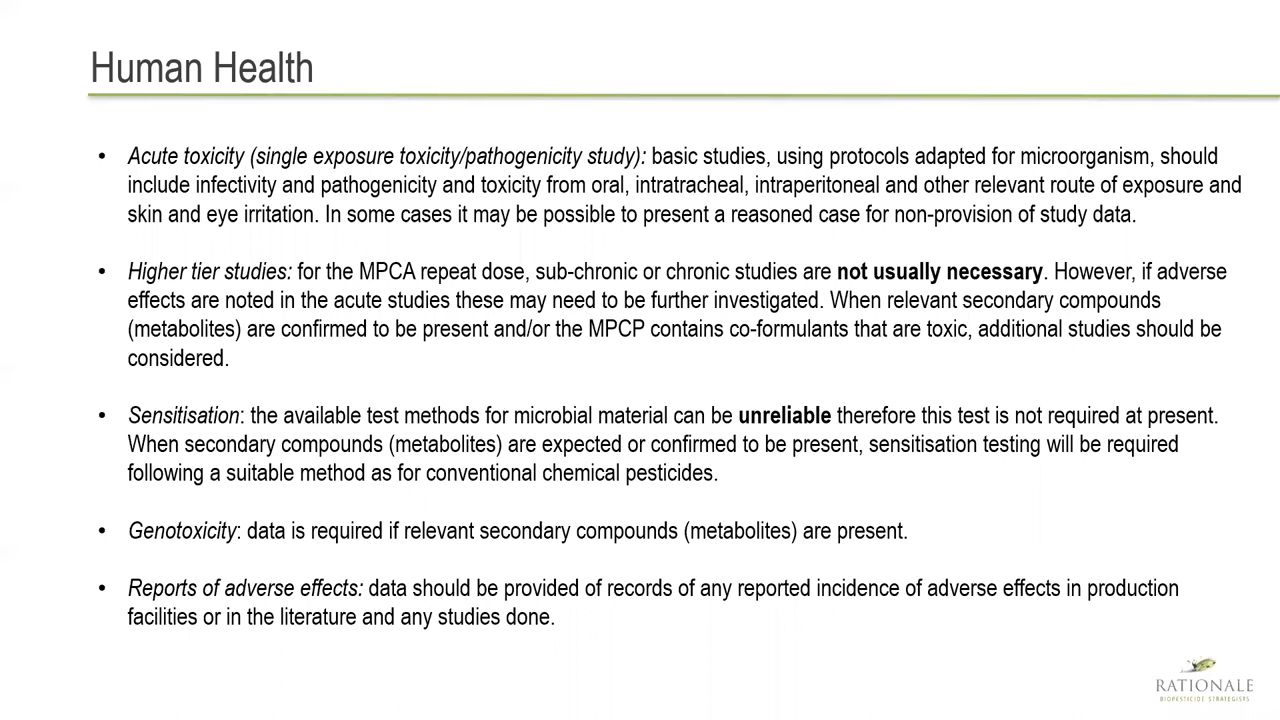 Human Health
• Acute toxicity (single exposure toxicity/pathogenicity study): basic studies, using protocols adapted for microorganism, should
include infectivity and pathogenicity and toxicity from oral, intratracheal, intraperitoneal and other relevant route of exposure and
skin and eye irritation. In some cases it may be possible to present a reasoned case for non-provision of study data.
• Higher tier studies: for the MPCA repeat dose, sub-chronic or chronic studies are not usually necessary. However, if adverse
effects are noted in the acute studies these may need to be further investigated. When relevant secondary compounds
(metabolites) are confirmed to be present and/or the MPCP contains co-formulants that are toxic, additional studies should be
considered.
• Sensitisation: the available test methods for microbial material can be unreliable therefore this test is not required at present.
When secondary compounds (metabolites) are expected or confirmed to be present, sensitisation testing will be required
following a suitable method as for conventional chemical pesticides.
• Genotoxicity: data is required if relevant secondary compounds (metabolites) are present.
• Reports of adverse effects: data should be provided of records of any reported incidence of adverse effects in production
facilities or in the literature and any studies done.
RATIONALE
BIOPESTICIDE STRATEGISTS